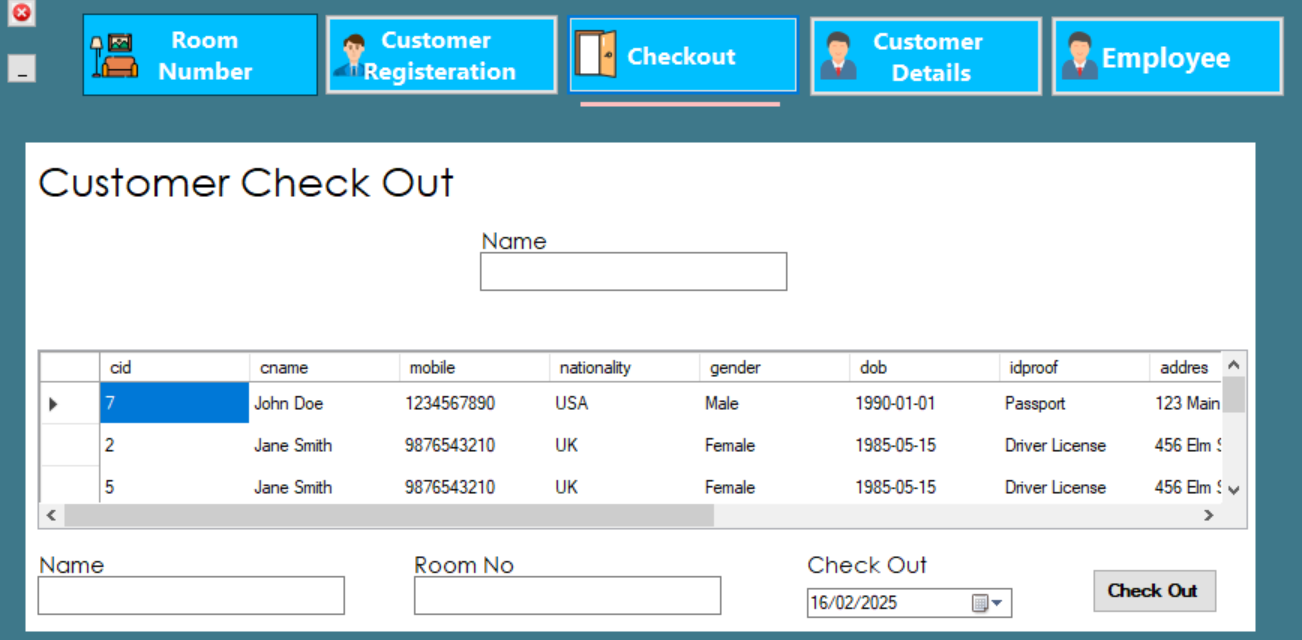 Room
Number
Customer
Registeration
Checkout
Customer
Details
Employee
Customer Check Out
Name
cid cname mobile nationality gender dob idproof addres
7 John Doe 1234567890 USA Male 1990-01-01 Passport 123 Main
2 Jane Smith 9876543210 UK Female 1985-05-15 Driver License 456 Elm
5 Jane Smith 9876543210 UK Female 1985-05-15 Driver License 456 Elm
Name Room No Check Out
16/02/2025 Check Out